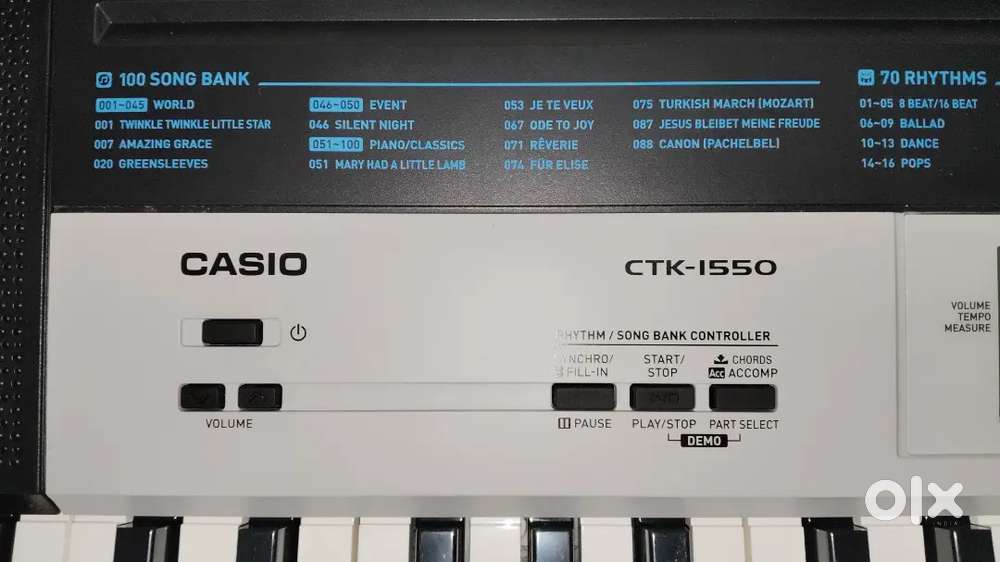 100 SONG BANK
001~045 WORLD
001 TWINKLE TWINKLE LITTLE STAR
007 AMAZING GRACE
020 GREENSLEEVES
046~050 EVENT
046 SILENT NIGHT
051~100 PIANO/CLASSICS
051 MARY HAD A LITTLE LAMB
053 JE TE VEUX
067 ODE TO JOY
071 RÊVERIE
074 FÜR ELISE
075 TURKISH MARCH (MOZART)
087 JESUS BLEIBET MEINE FREUDE
088 CANON (PACHELBEL)
70 RHYTHMS
01~05 8 BEAT/16 BEAT
06~09 BALLAD
10~13 DANCE
14~16 POPS
CASIO
CTK-1550
VOLUME
TEMPO
MEASURE
RHYTHM / SONG BANK CONTROLLER
SYNCHRO/
FILL-IN
START/
STOP
CHORDS
Acc ACCOMP
VOLUME
PAUSE
PLAY/STOP
PART SELECT
DEMO
olx
INDIA